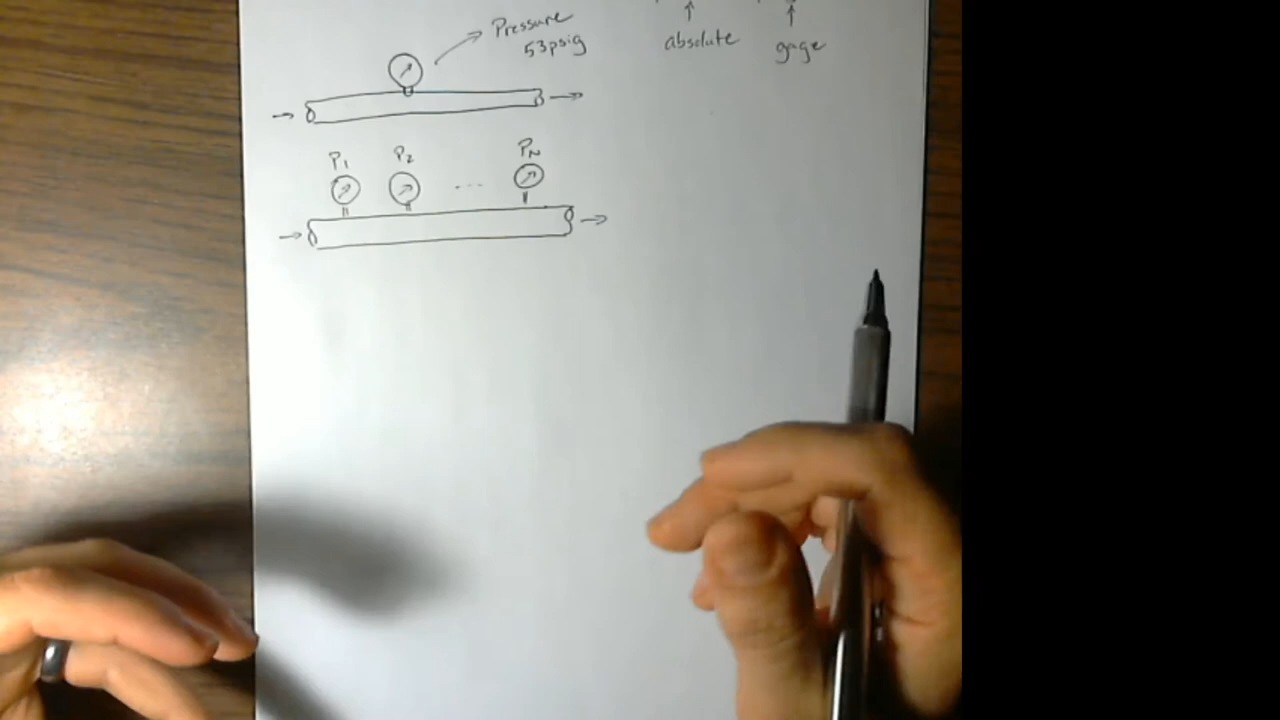 Pressure
53psig
absolute
gage
P1
P2
...
PN